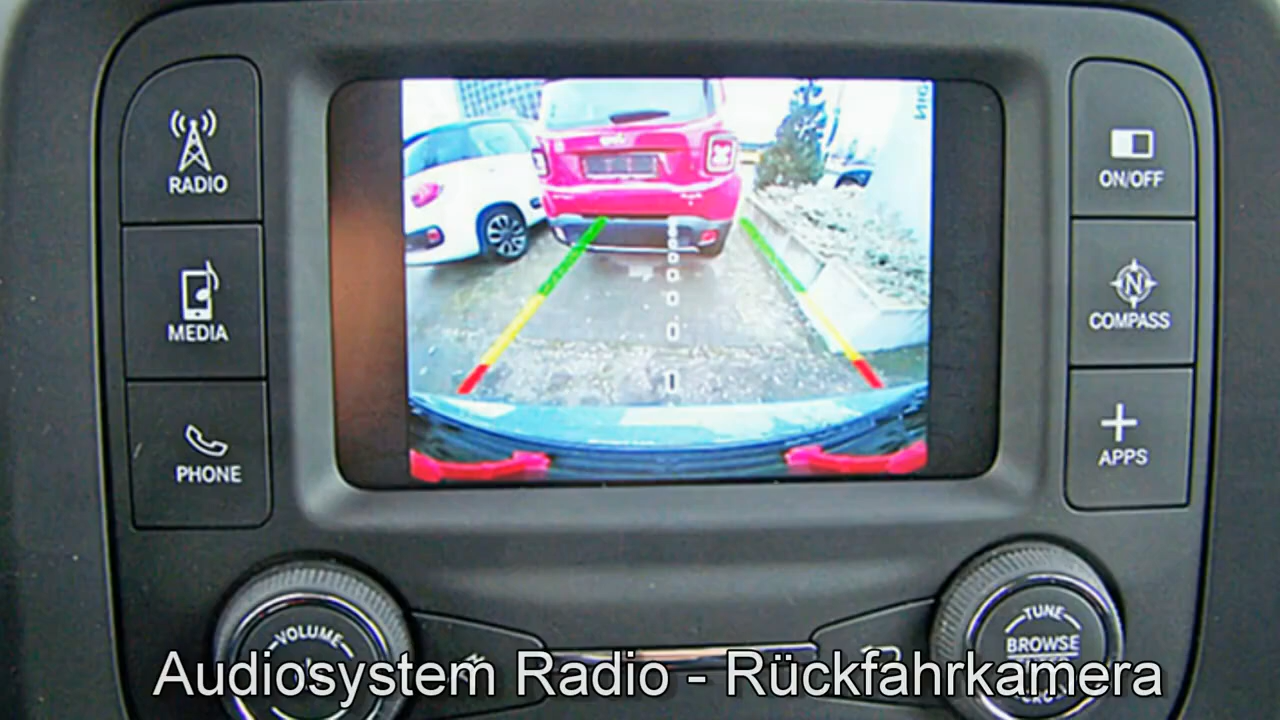 RADIO
ON/OFF
MEDIA
N
COMPASS
PHONE
APPS
VOLUME
TUNE
BROWSE
Audiosystem Radio - Rückfahrkamera